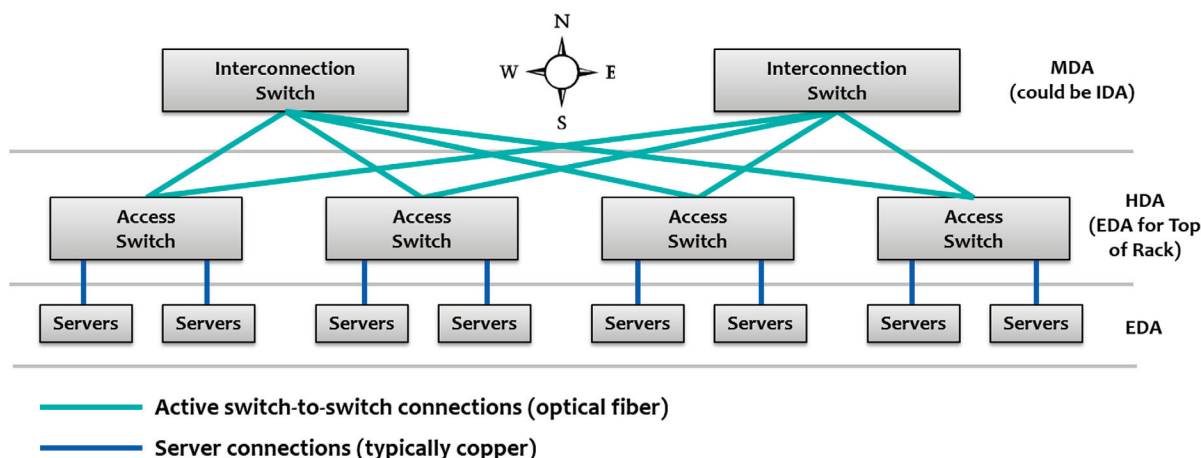 N
W E
S
Interconnection
Switch
Interconnection
Switch
MDA
(could be IDA)
Access
Switch
Access
Switch
Access
Switch
Access
Switch
HDA
(EDA for Top
of Rack)
Servers
Servers
Servers
Servers
Servers
Servers
Servers
Servers
EDA
Active switch-to-switch connections (optical fiber)
Server connections (typically copper)